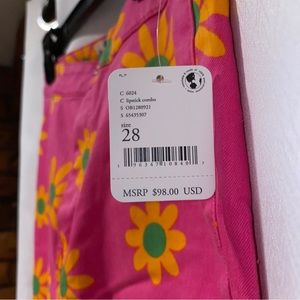 C 6024
C lipstick combo
S OB1280921
S 65435307
size
28
MSRP $98.00 USD